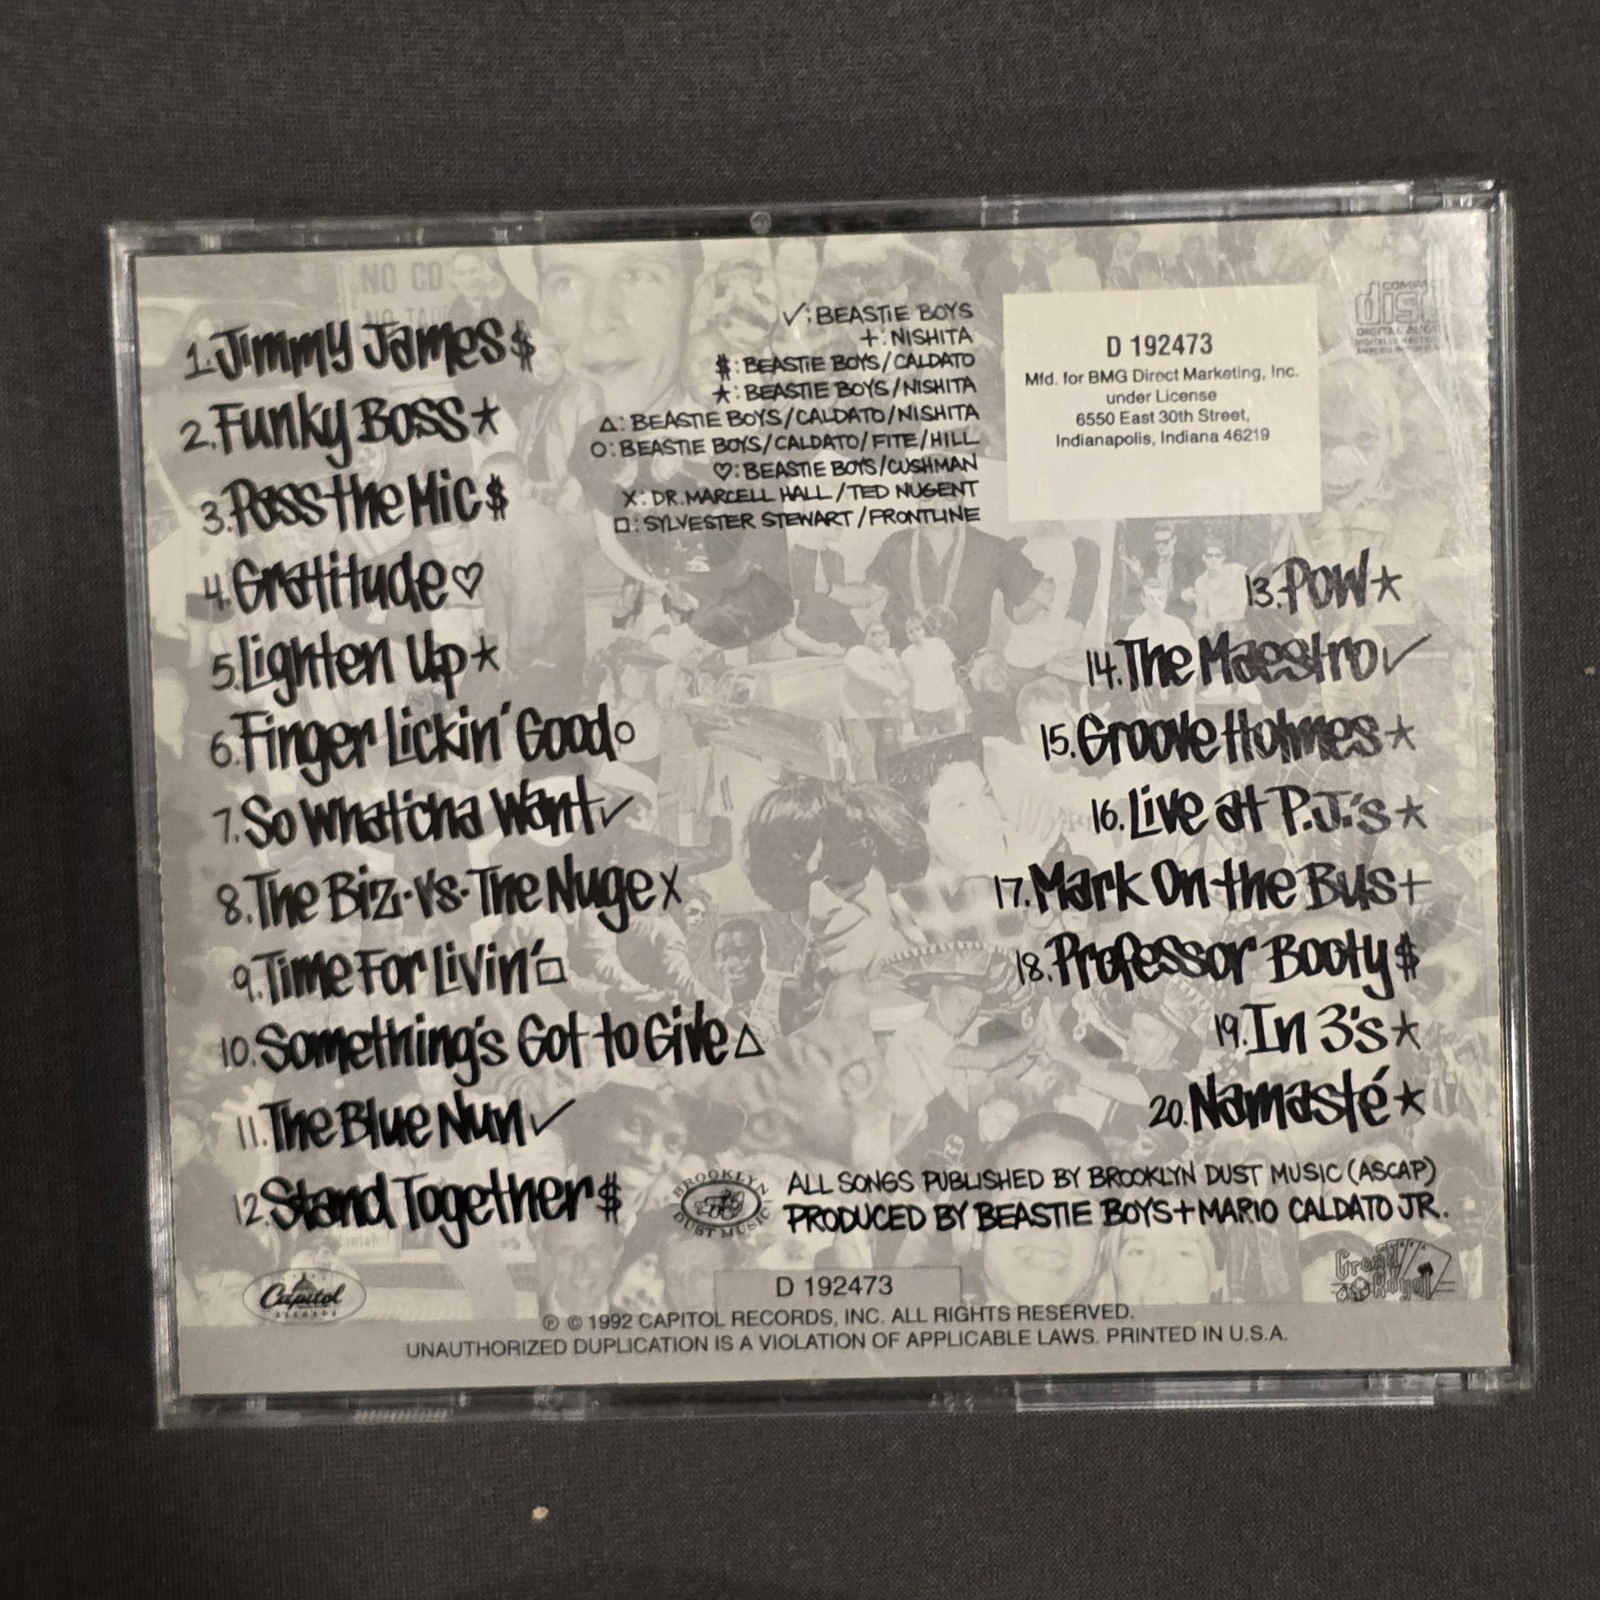 NO CD
1. Jimmy James $
2. Funky Boss ★
3. Pass the Mic $
4. Gratitude ♡
5. Lighten Up ★
6. Finger Lickin' Good ○
7. So What'cha Want ✓
8. The Biz·vs·The Nuge X
9. Time For Livin' □
10. Something's Got to Give △
11. The Blue Nun ✓
12. Stand Together $
✓: BEASTIE BOYS
+: NISHITA
$: BEASTIE BOYS/CALDATO
★: BEASTIE BOYS/NISHITA
△: BEASTIE BOYS/CALDATO/NISHITA
○: BEASTIE BOYS/CALDATO/FITE/HILL
♡: BEASTIE BOYS/CUSHMAN
X: DR. MARCELL HALL/TED NUGENT
□: SYLVESTER STEWART/FRONTLINE
D 192473
Mfd. for BMG Direct Marketing, Inc.
under License
6550 East 30th Street,
Indianapolis, Indiana 46219
disc
13. Pow ★
14. The Maestro ✓
15. Groove Holmes ★
16. Live at P.J.'s ★
17. Mark On the Bus +
18. Professor Booty $
19. In 3's ★
20. Namasté ★
BROOKLYN
DUST MUSIC
ALL SONGS PUBLISHED BY BROOKLYN DUST MUSIC (ASCAP)
PRODUCED BY BEASTIE BOYS + MARIO CALDATO JR.
Capitol
RECORDS
Grand
Royal
D 192473
℗ © 1992 CAPITOL RECORDS, INC. ALL RIGHTS RESERVED.
UNAUTHORIZED DUPLICATION IS A VIOLATION OF APPLICABLE LAWS. PRINTED IN U.S.A.